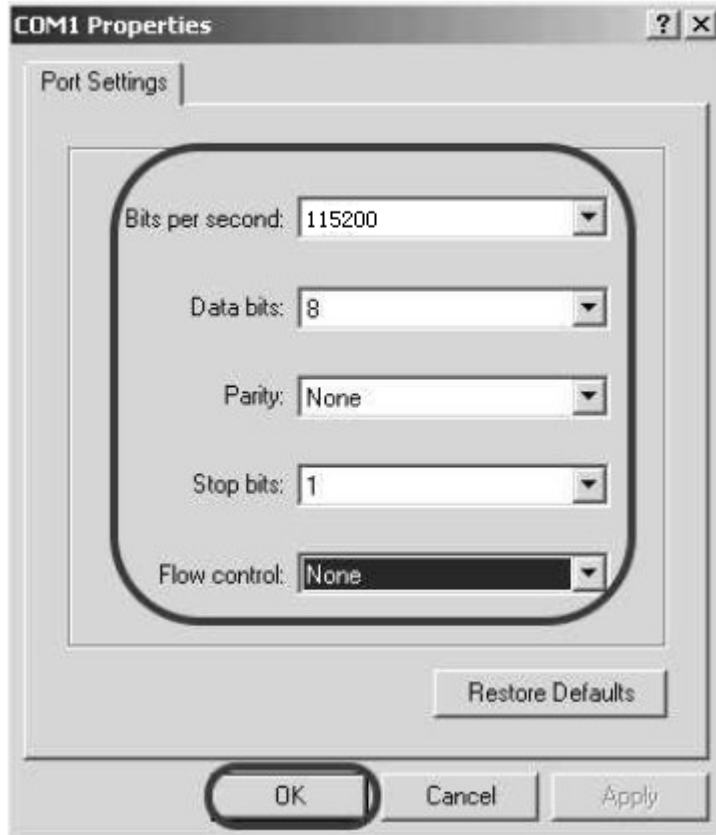 COM1 Properties
Port Settings
Bits per second: 115200
Data bits: 8
Parity: None
Stop bits: 1
Flow control: None
Restore Defaults
OK Cancel Apply